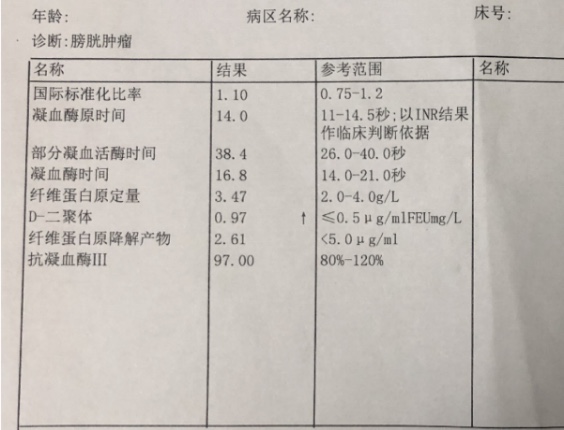 年龄: 病区名称: 床号:
诊断:膀胱肿瘤
名称 结果 参考范围 名称
国际标准化比率 1.10 0.75-1.2
凝血酶原时间 14.0 11-14.5秒;以INR结果
作临床判断依据
部分凝血活酶时间 38.4 26.0-40.0秒
凝血酶时间 16.8 14.0-21.0秒
纤维蛋白原定量 3.47 2.0-4.0g/L
D-二聚体 0.97 ↑ ≤0.5μg/mlFEUmg/L
纤维蛋白原降解产物 2.61 <5.0μg/ml
抗凝血酶III 97.00 80%-120%